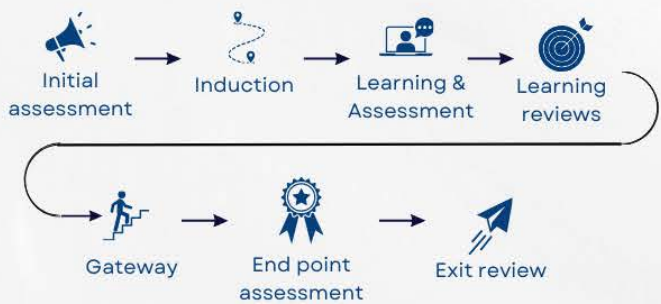 Initial
assessment
Induction
Learning &
Assessment
Learning
reviews
Gateway
End point
assessment
Exit review